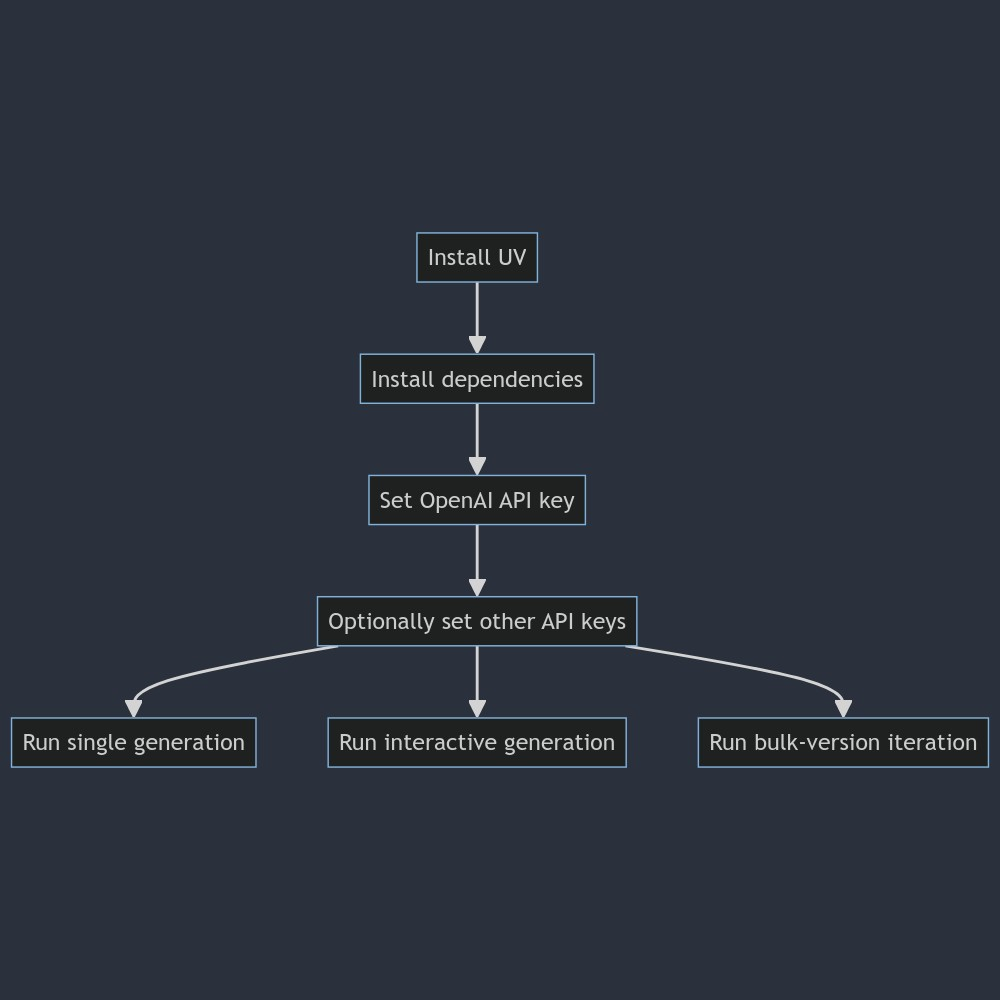 Install UV
Install dependencies
Set OpenAI API key
Optionally set other API keys
Run single generation
Run interactive generation
Run bulk-version iteration